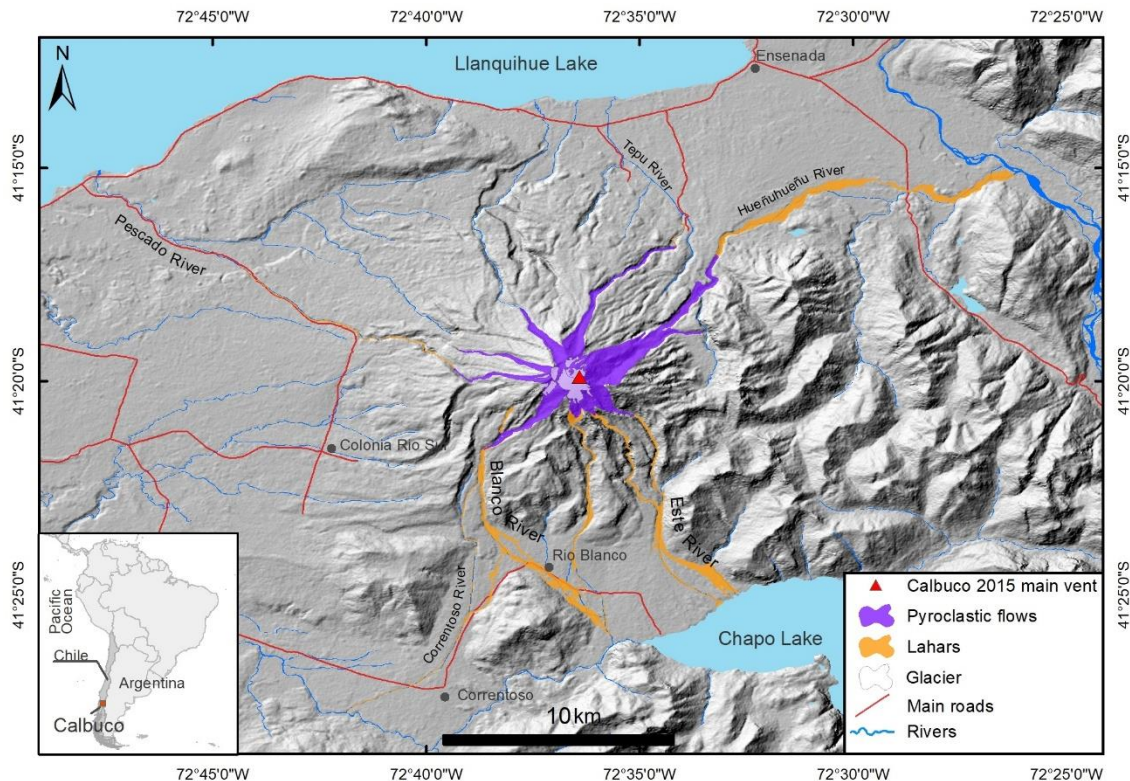 72°45'0"W
72°40'0"W
72°35'0"W
72°30'0"W
72°25'0"W
N
Llanquihue Lake
Ensenada
41°15'0"S
41°15'0"S
Tepu River
Hueñuhueñu River
Pescado River
41°20'0"S
41°20'0"S
Colonia Río Sur
Blanco River
Este River
Rio Blanco
41°25'0"S
41°25'0"S
Correntoso River
Chapo Lake
Correntoso
10km
Pacific
Ocean
Chile
Argentina
Calbuco
Calbuco 2015 main vent
Pyroclastic flows
Lahars
Glacier
Main roads
Rivers
72°45'0"W
72°40'0"W
72°35'0"W
72°30'0"W
72°25'0"W